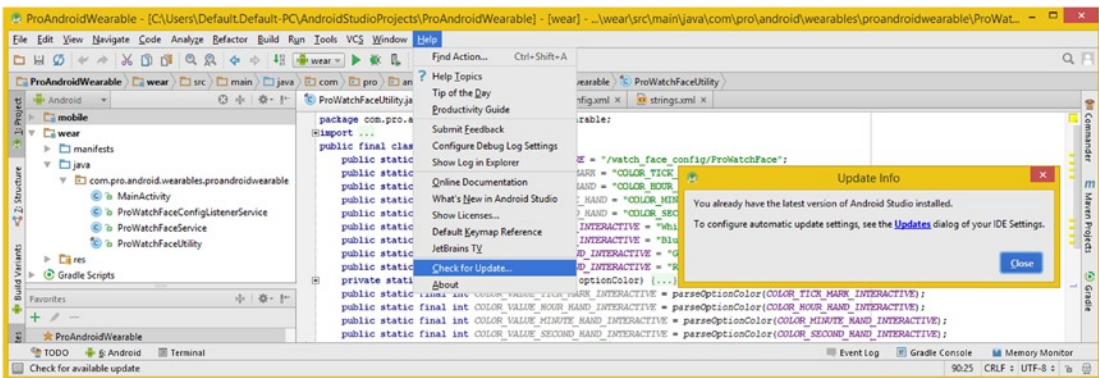 ProAndroidWearable - [C:\Users\Default.Default-PC\AndroidStudioProjects\ProAndroidWearable] - [wear] - ...\wear\src\main\java\com\pro\android\wearables\proandroidwearable\ProWat...
File Edit View Navigate Code Analyze Refactor Build Run Tools VCS Window Help
wear
ProAndroidWearable wear src main java com pro an
earable ProWatchFaceUtility
Find Action... Ctrl+Shift+A
Help Topics
Tip of the Day
Productivity Guide
Submit Feedback
Configure Debug Log Settings
Show Log in Explorer
Online Documentation
What's New in Android Studio
Show Licenses...
Default Keymap Reference
JetBrains TV
Check for Update...
About
1: Project
2: Structure
Build Variants
Android
mobile
wear
manifests
java
com.pro.android.wearables.proandroidwearable
MainActivity
ProWatchFaceConfigListenerService
ProWatchFaceService
ProWatchFaceUtility
res
Gradle Scripts
Favorites
ProAndroidWearable
ProWatchFaceUtility.ja
nfig.xml strings.xml
package com.pro.a rable;
import ...
public final clas
public static E = "/watch_face_config/ProWatchFace";
public static MARK = "COLOR_TICK_
public static HAND = "COLOR_HOUR_
public static HAND = "COLOR_MIN
public static HAND = "COLOR_SEC
public static INTERACTIVE = "Whi
public static INTERACTIVE = "Blu
public static D_INTERACTIVE = "G
public static D_INTERACTIVE = "R
private stati optionColor) {...}
public static final int COLOR_VALUE_TICK_MARK_INTERACTIVE = parseOptionColor(COLOR_TICK_MARK_INTERACTIVE);
public static final int COLOR_VALUE_HOUR_HAND_INTERACTIVE = parseOptionColor(COLOR_HOUR_HAND_INTERACTIVE);
public static final int COLOR_VALUE_MINUTE_HAND_INTERACTIVE = parseOptionColor(COLOR_MINUTE_HAND_INTERACTIVE);
public static final int COLOR_VALUE_SECOND_HAND_INTERACTIVE = parseOptionColor(COLOR_SECOND_HAND_INTERACTIVE);
Update Info
You already have the latest version of Android Studio installed.
To configure automatic update settings, see the Updates dialog of your IDE Settings.
Close
Commander
Maven Projects
Gradle
TODO 6: Android Terminal Event Log Gradle Console Memory Monitor
Check for available update 90:25 CRLF UTF-8